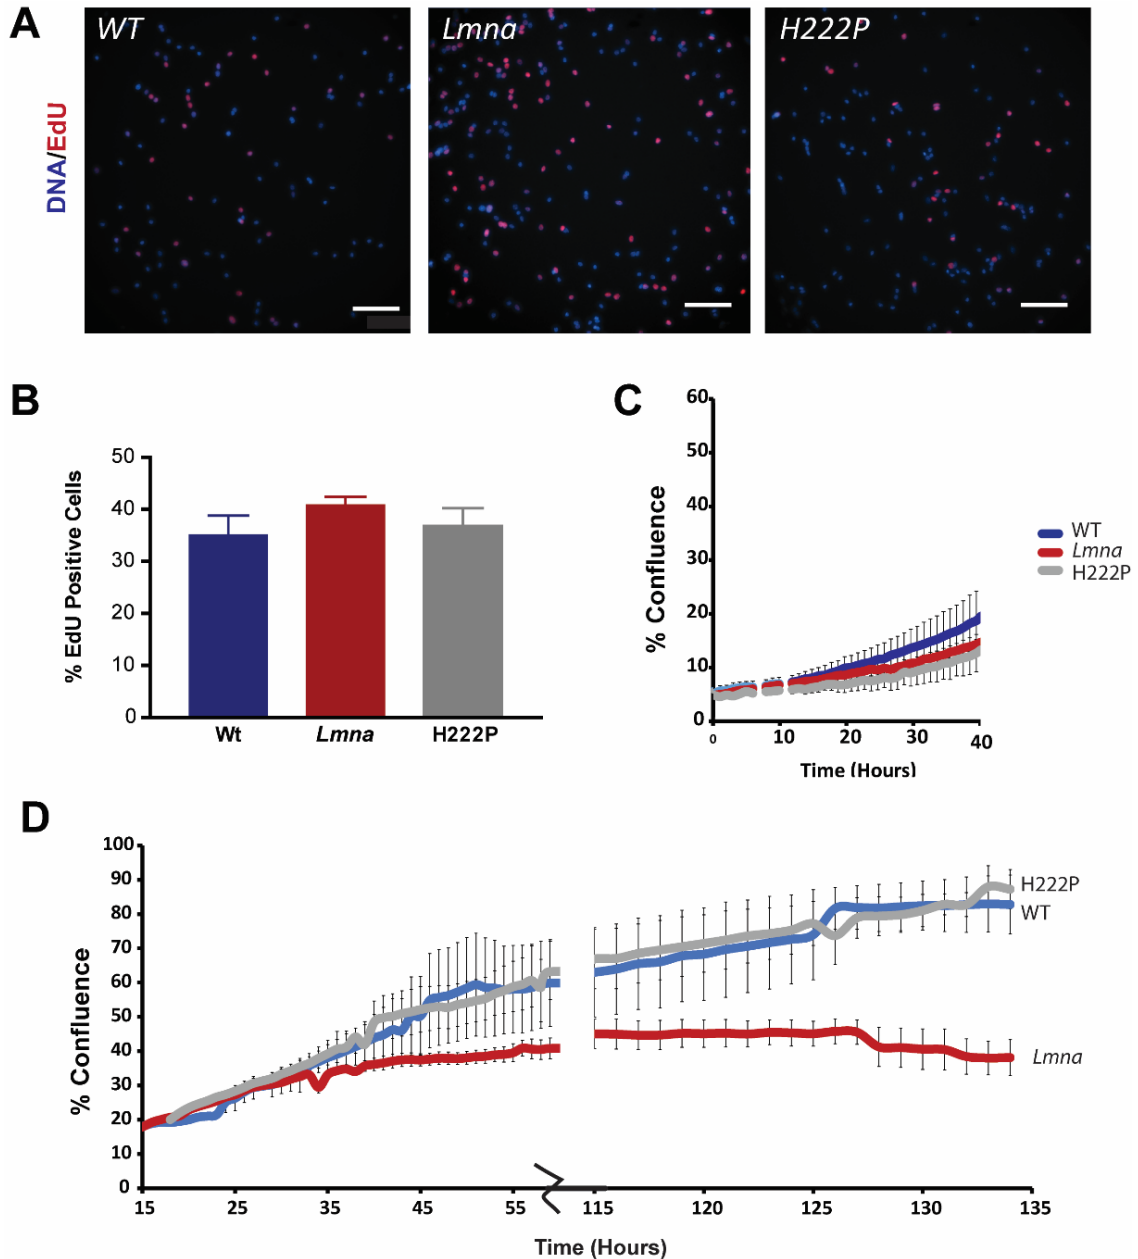 A
WT
Lmna
H222P
DNA/EdU
B
% EdU Positive Cells
50
40
30
20
10
0
Wt
Lmna
H222P
C
% Confluence
60
50
40
30
20
10
0
0
10
20
30
40
Time (Hours)
WT
Lmna
H222P
D
% Confluence
100
90
80
70
60
50
40
30
20
10
0
15
25
35
45
55
115
120
125
130
135
Time (Hours)
H222P
WT
Lmna